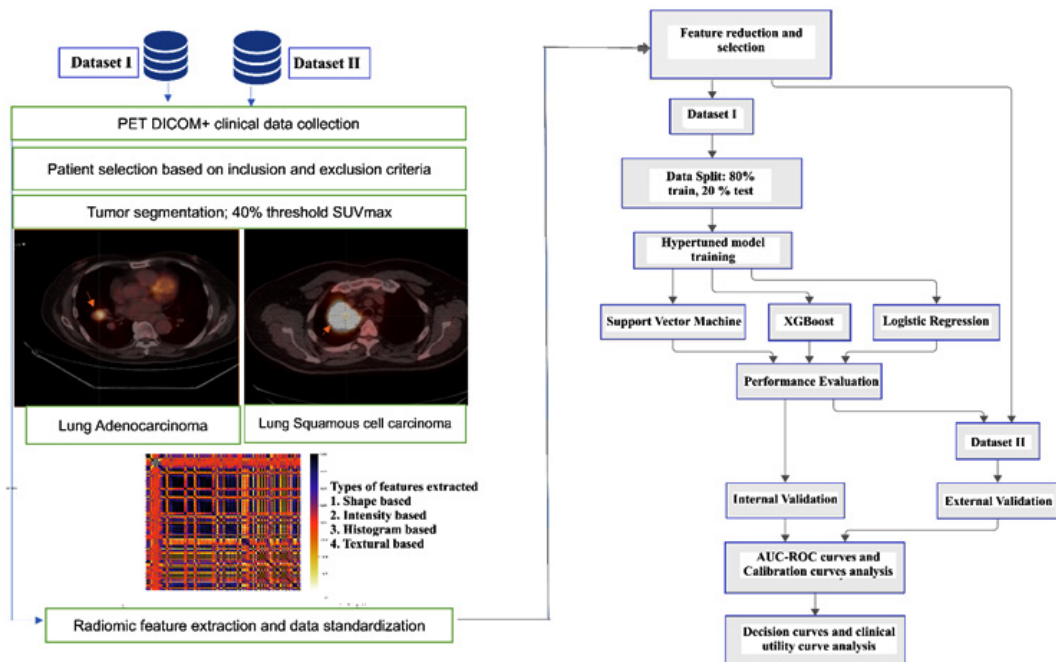 Dataset I
Dataset II
PET DICOM+ clinical data collection
Patient selection based on inclusion and exclusion criteria
Tumor segmentation; 40% threshold SUVmax
Lung Adenocarcinoma
Lung Squamous cell carcinoma
Types of features extracted
1. Shape based
2. Intensity based
3. Histogram based
4. Textural based
Radiomic feature extraction and data standardization
Feature reduction and
selection
Dataset I
Data Split: 80%
train, 20 % test
Hypertuned model
training
Support Vector Machine
XGBoost
Logistic Regression
Performance Evaluation
Dataset II
Internal Validation
External Validation
AUC-ROC curves and
Calibration curves analysis
Decision curves and clinical
utility curve analysis